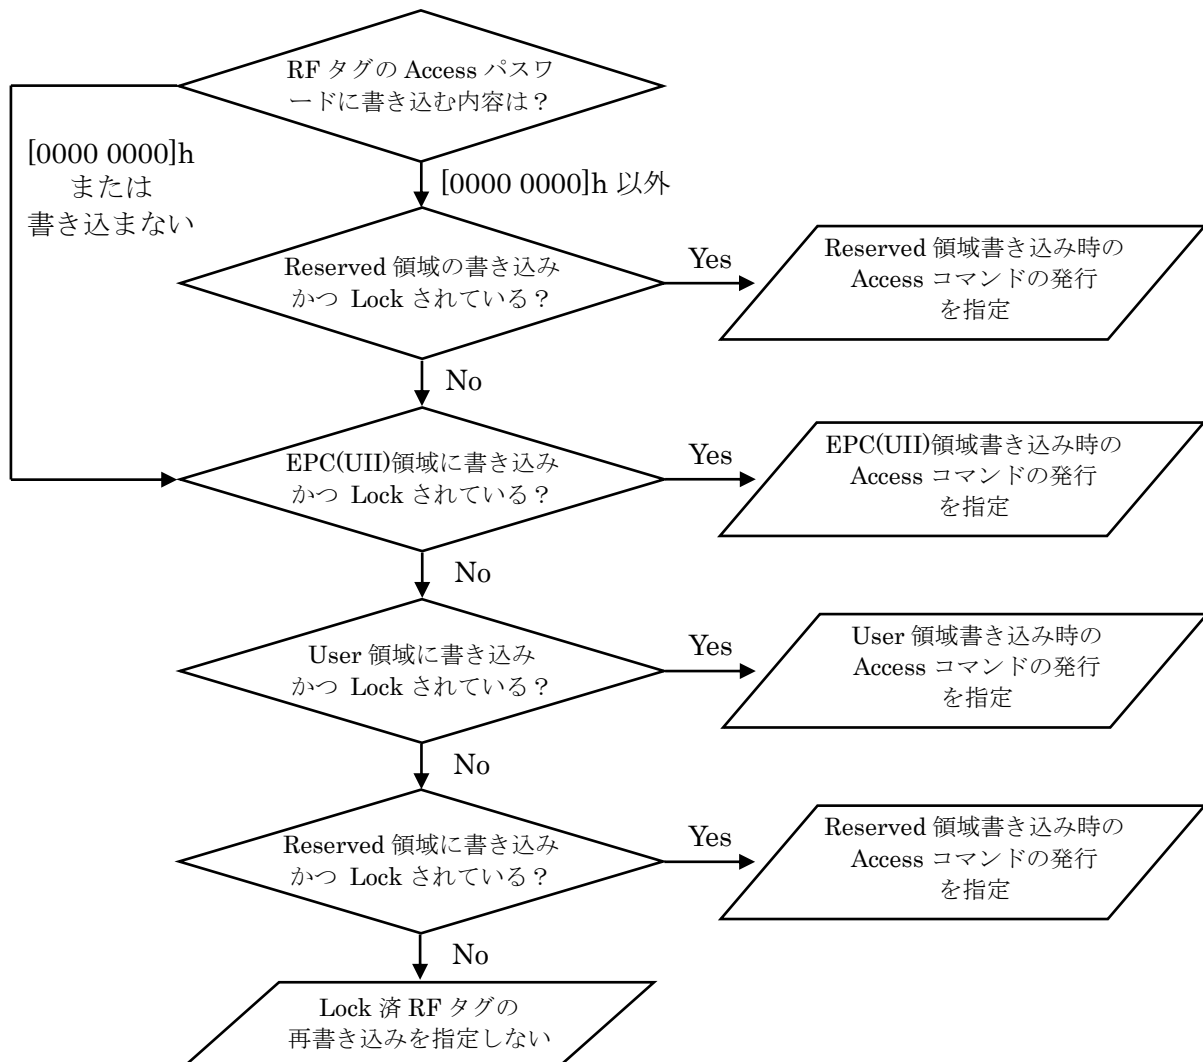 RF タグの Access パスワ
ードに書き込む内容は？
[0000 0000]h
または
書き込まない
[0000 0000]h 以外
Reserved 領域の書き込み
かつ Lock されている？
Yes
Reserved 領域書き込み時の
Access コマンドの発行
を指定
No
EPC(UII)領域に書き込み
かつ Lock されている？
Yes
EPC(UII)領域書き込み時の
Access コマンドの発行
を指定
No
User 領域に書き込み
かつ Lock されている？
Yes
User 領域書き込み時の
Access コマンドの発行
を指定
No
Reserved 領域に書き込み
かつ Lock されている？
Yes
Reserved 領域書き込み時の
Access コマンドの発行
を指定
No
Lock 済 RF タグの
再書き込みを指定しない